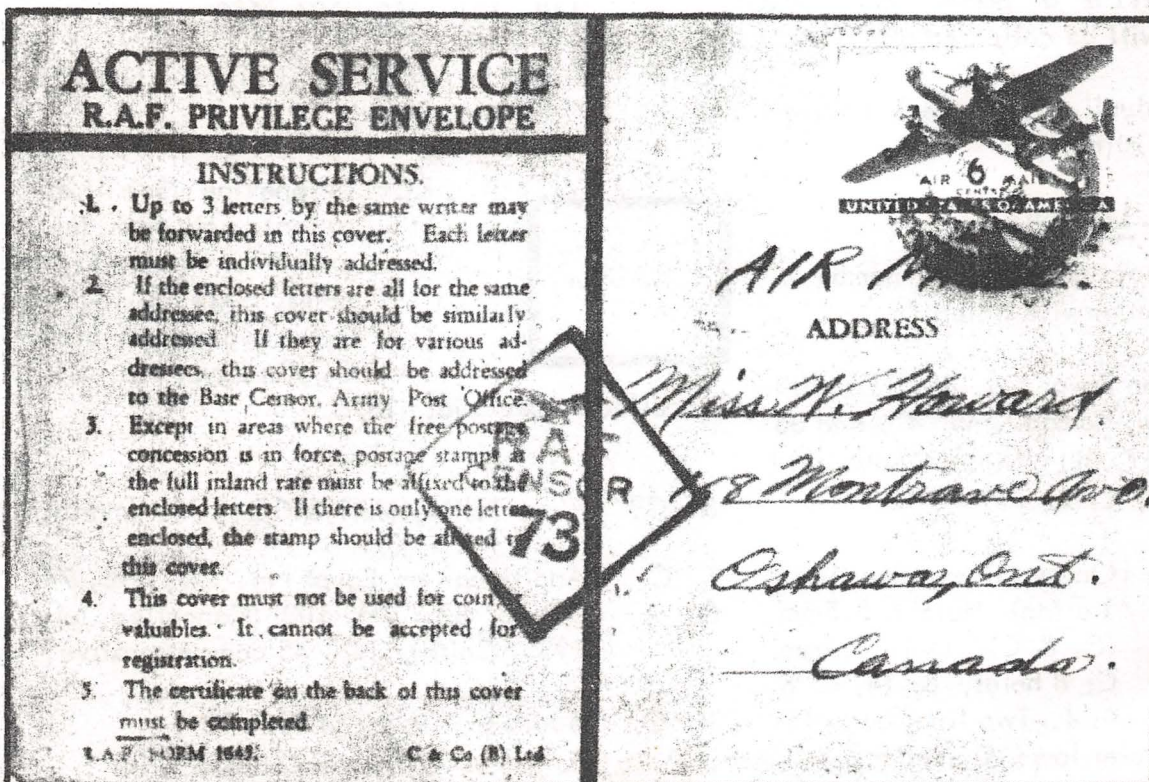 ACTIVE SERVICE
R.A.F. PRIVILEGE ENVELOPE
INSTRUCTIONS.
1. Up to 3 letters by the same writer may
be forwarded in this cover. Each letter
must be individually addressed.
2. If the enclosed letters are all for the same
addressee, this cover should be similarly
addressed. If they are for various ad-
dressees, this cover should be addressed
to the Base Censor, Army Post Office.
3. Except in areas where the free postage
concession is in force, postage stamps at
the full inland rate must be affixed to the
enclosed letters. If there is only one letter
enclosed, the stamp should be affixed to
this cover.
4. This cover must not be used for coin or
valuables. It cannot be accepted for
registration.
5. The certificate on the back of this cover
must be completed.
R.A.F. FORM 1643.
C & Co (B) Ltd
RAF
CENSOR
73
AIR 6 MAIL
CENTS
UNITED STATES OF AMERICA
AIR MAIL.
ADDRESS
Miss W. Howard.
Montrave Ave.
Oshawa, Ont.
Canada.